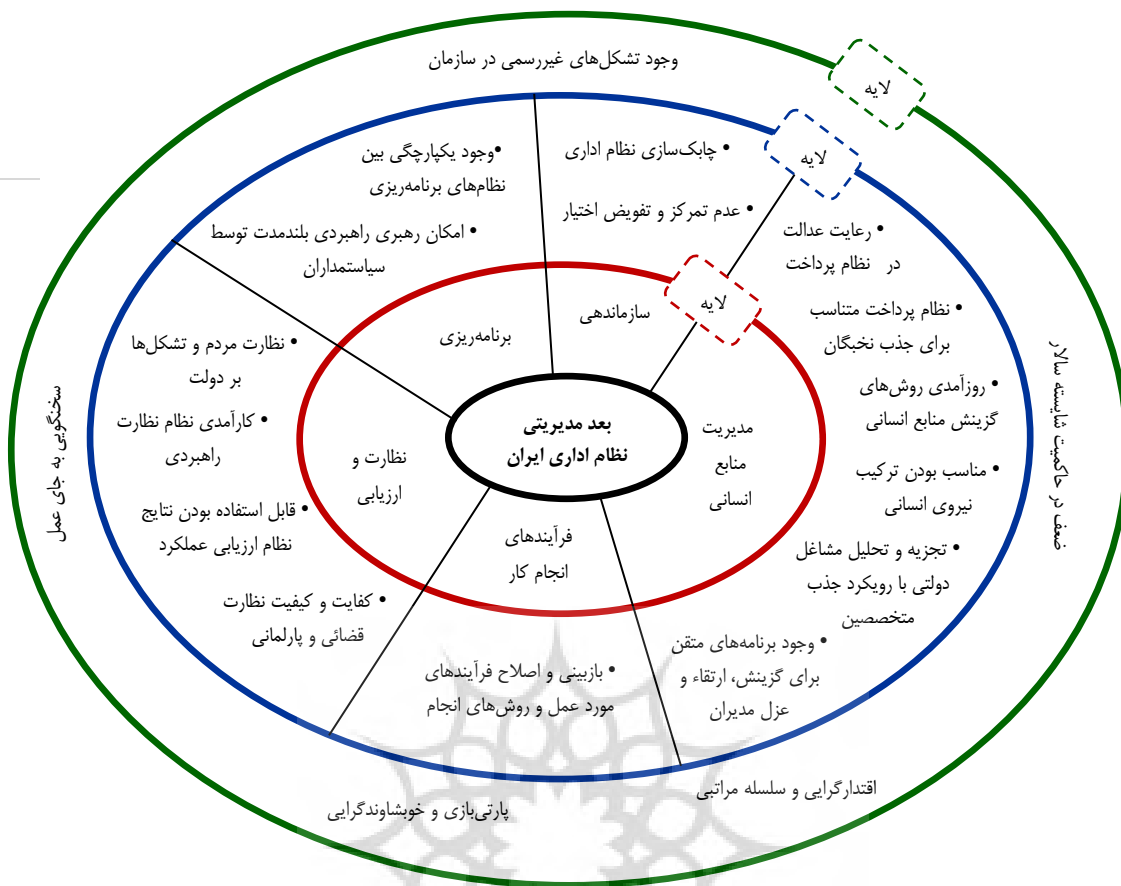 وجود تشکل‌های غیررسمی در سازمان
لایه
لایه
• چابک‌سازی نظام اداری
• عدم تمرکز و تفویض اختیار
•وجود یکپارچگی بین
نظام‌های برنامه‌ریزی
• امکان رهبری راهبردی بلندمدت توسط
سیاستمداران
• رعایت عدالت
در نظام پرداخت
• نظام پرداخت متناسب
برای جذب نخبگان
• روزآمدی روش‌های
گزینش منابع انسانی
• مناسب بودن ترکیب
نیروی انسانی
• تجزیه و تحلیل مشاغل
دولتی با رویکرد جذب
متخصصین
• وجود برنامه‌های متقن
برای گزینش، ارتقاء و
عزل مدیران
لایه
سازماندهی
برنامه‌ریزی
مدیریت
منابع
انسانی
بعد مدیریتی
نظام اداری ایران
نظارت و
ارزیابی
فرآیندهای
انجام کار
• نظارت مردم و تشکل‌ها
بر دولت
• کارآمدی نظام نظارت
راهبردی
• قابل استفاده بودن نتایج
نظام ارزیابی عملکرد
• کفایت و کیفیت نظارت
قضائی و پارلمانی
• بازبینی و اصلاح فرآیندهای
مورد عمل و روش‌های انجام
ضعف در حاکمیت شایسته سالار
سخنگویی به جای عمل
اقتدارگرایی و سلسله مراتبی
پارتی‌بازی و خویشاوندگرایی